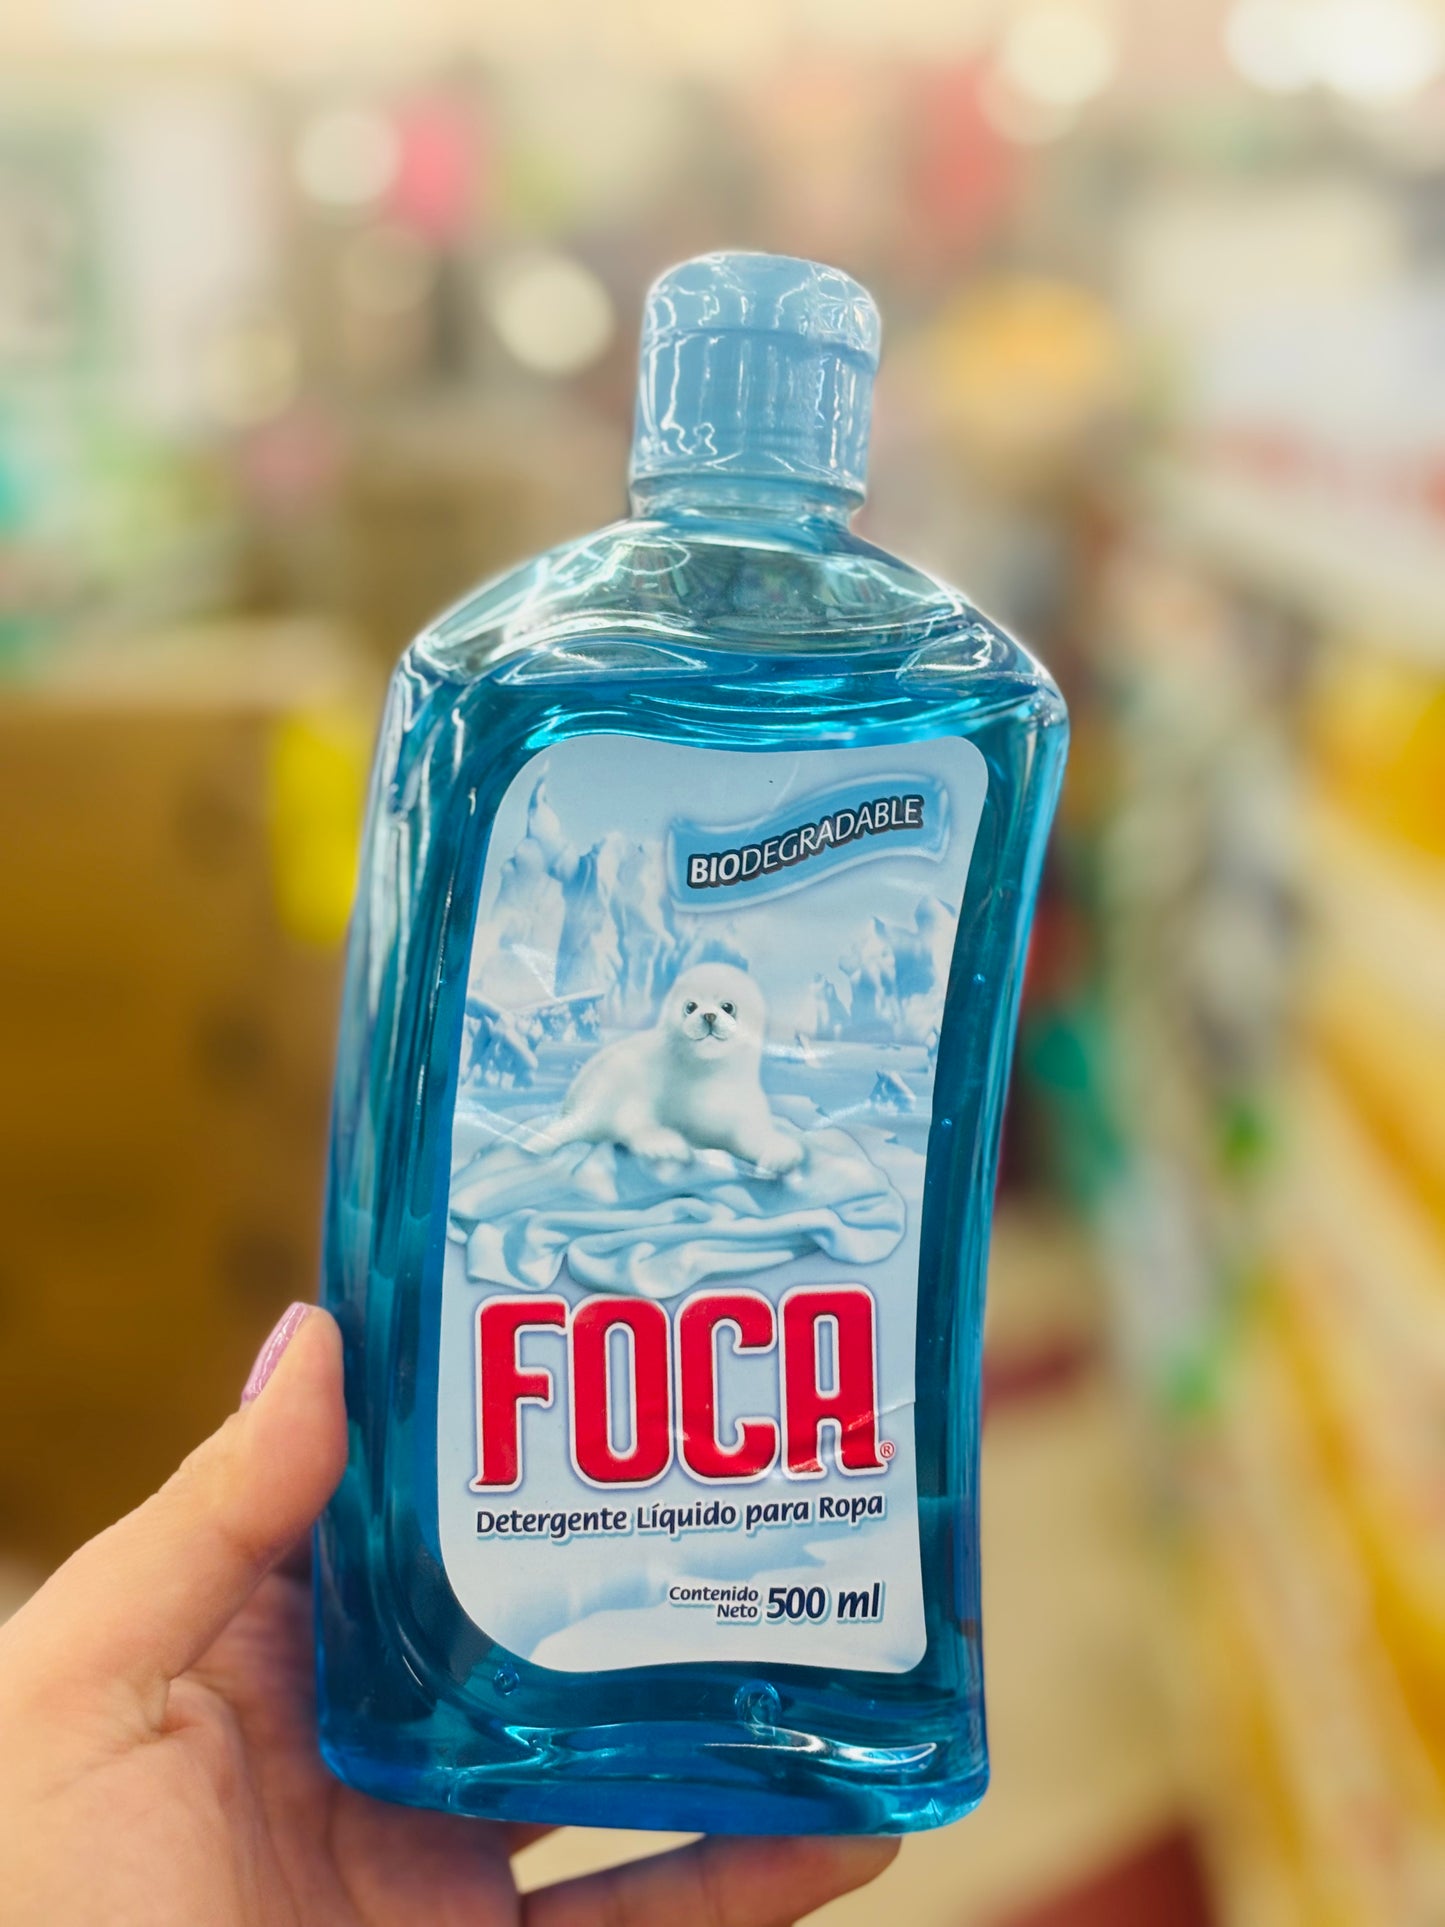 BIODEGRADABLE
FOCA®
Detergente Líquido para Ropa
Contenido
Neto 500 ml